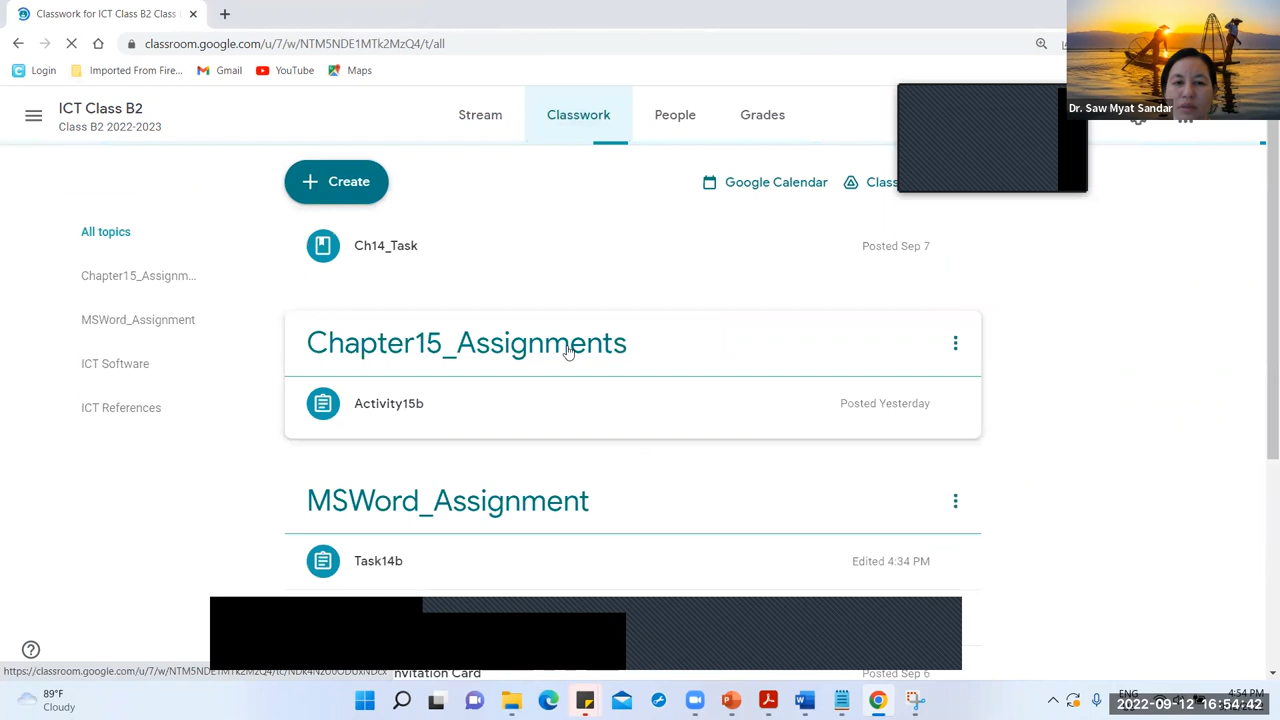 Classwork for ICT Class B2 Class
classroom.google.com/u/7/w/NTM5NDE1MTk2MzQ4/t/all
Login
Imported From Fire...
Gmail
YouTube
Maps
Dr. Saw Myat Sandar
ICT Class B2
Class B2 2022-2023
Stream
Classwork
People
Grades
Create
Google Calendar
Class
All topics
Chapter15_Assignm...
MSWord_Assignment
ICT Software
ICT References
Ch14_Task
Posted Sep 7
Chapter15_Assignments
Activity15b
Posted Yesterday
MSWord_Assignment
Task14b
Edited 4:34 PM
nvitation Card
Posted Sep 6
89°F
Cloudy
ENG
4:54 PM
2022-09-12 16:54:42